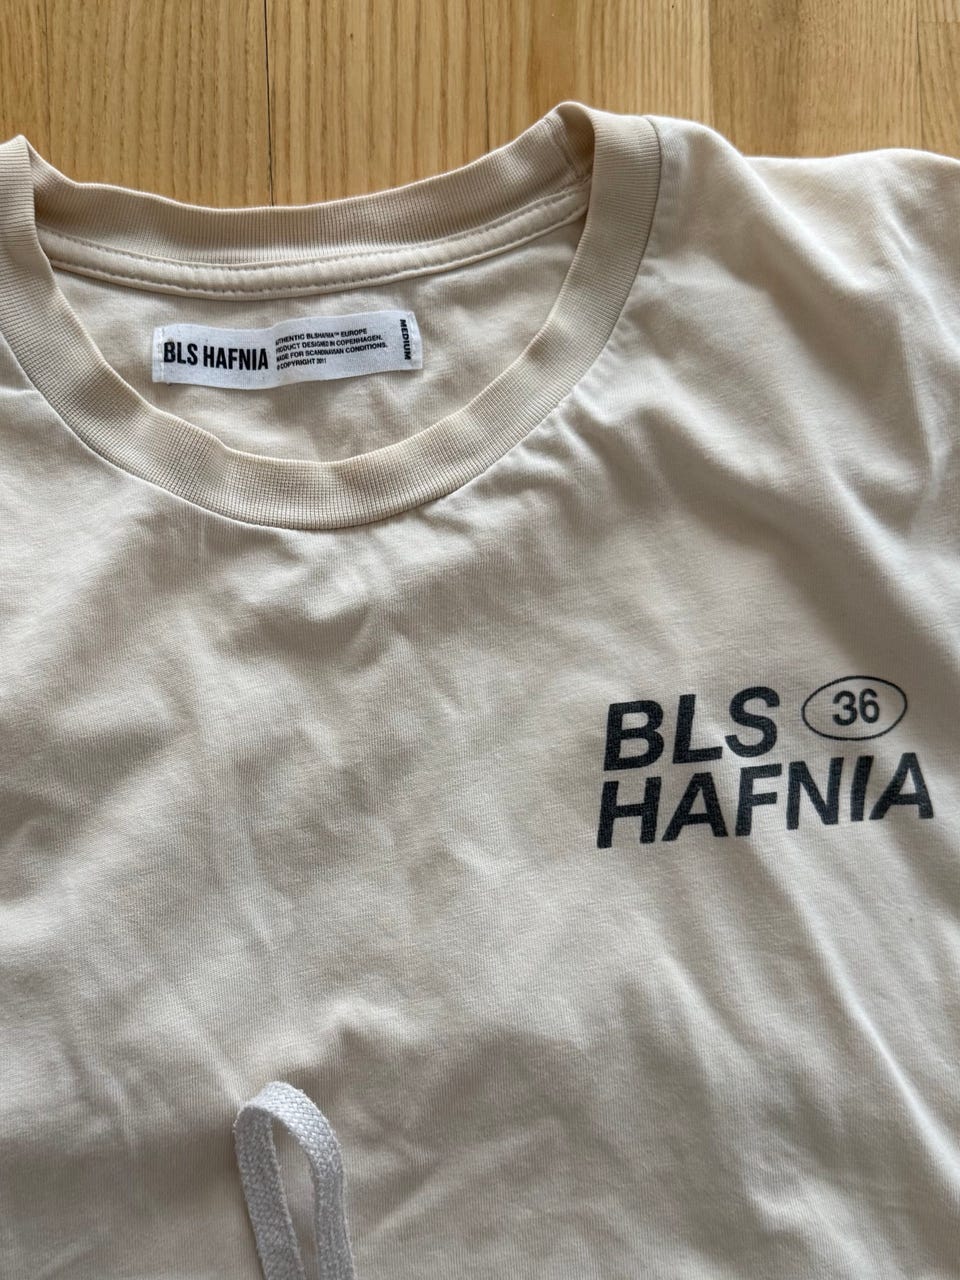 BLS HAFNIA
AUTHENTIC BLSHAFNIA™ EUROPE
PRODUCT DESIGNED IN COPENHAGEN.
MADE FOR SCANDINAVIAN CONDITIONS.
© COPYRIGHT 2011
MEDIUM
BLS 36
HAFNIA